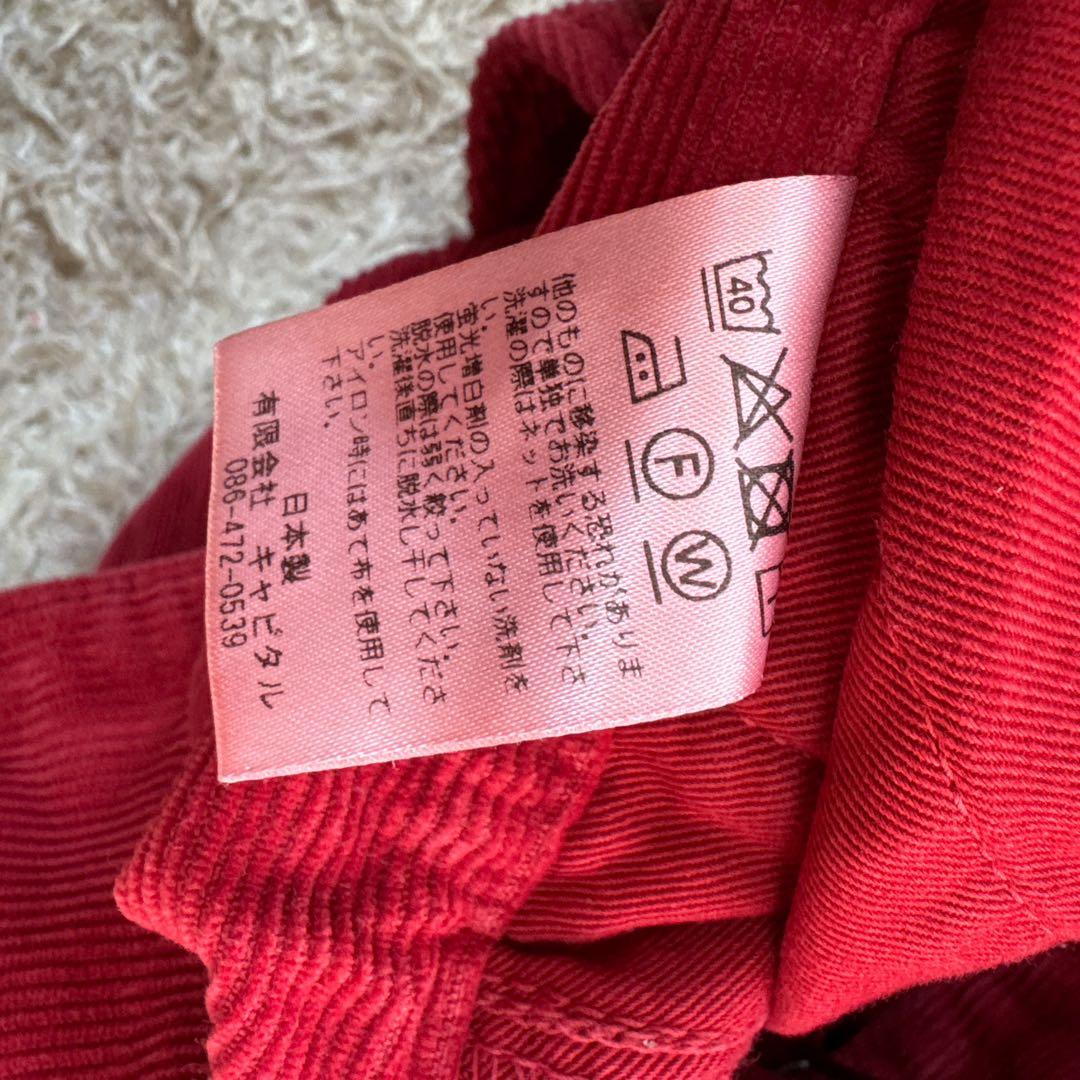 40
F
W
他のものに移染する恐れがありま
すので単独でお洗いください。
洗濯の際はネットを使用して下さ
い。
蛍光増白剤の入っていない洗剤を
使用してください。
脱水の際は弱く絞って下さい。
洗濯後直ちに脱水し干してくださ
い。アイロン時にはあて布を使用して
下さい。
日本製
有限会社 キャピタル
086-472-0539